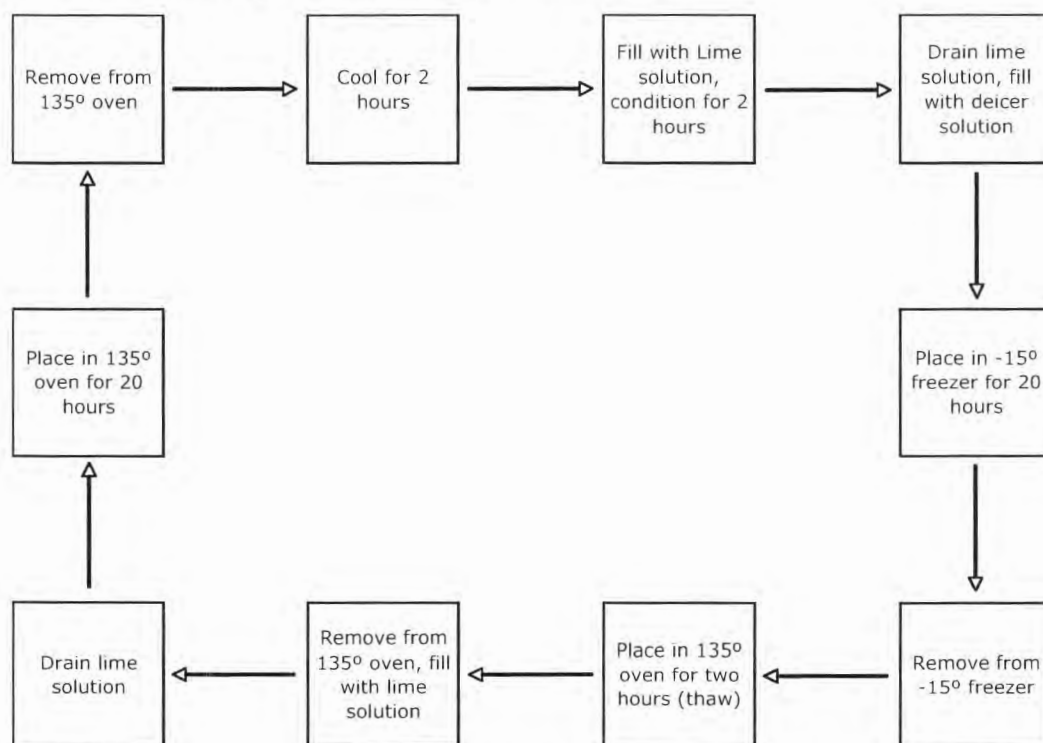 Remove from
135º oven
Cool for 2
hours
Fill with Lime
solution,
condition for 2
hours
Drain lime
solution, fill
with deicer
solution
Place in 135º
oven for 20
hours
Place in -15º
freezer for 20
hours
Drain lime
solution
Remove from
135º oven, fill
with lime
solution
Place in 135º
oven for two
hours (thaw)
Remove from
-15º freezer